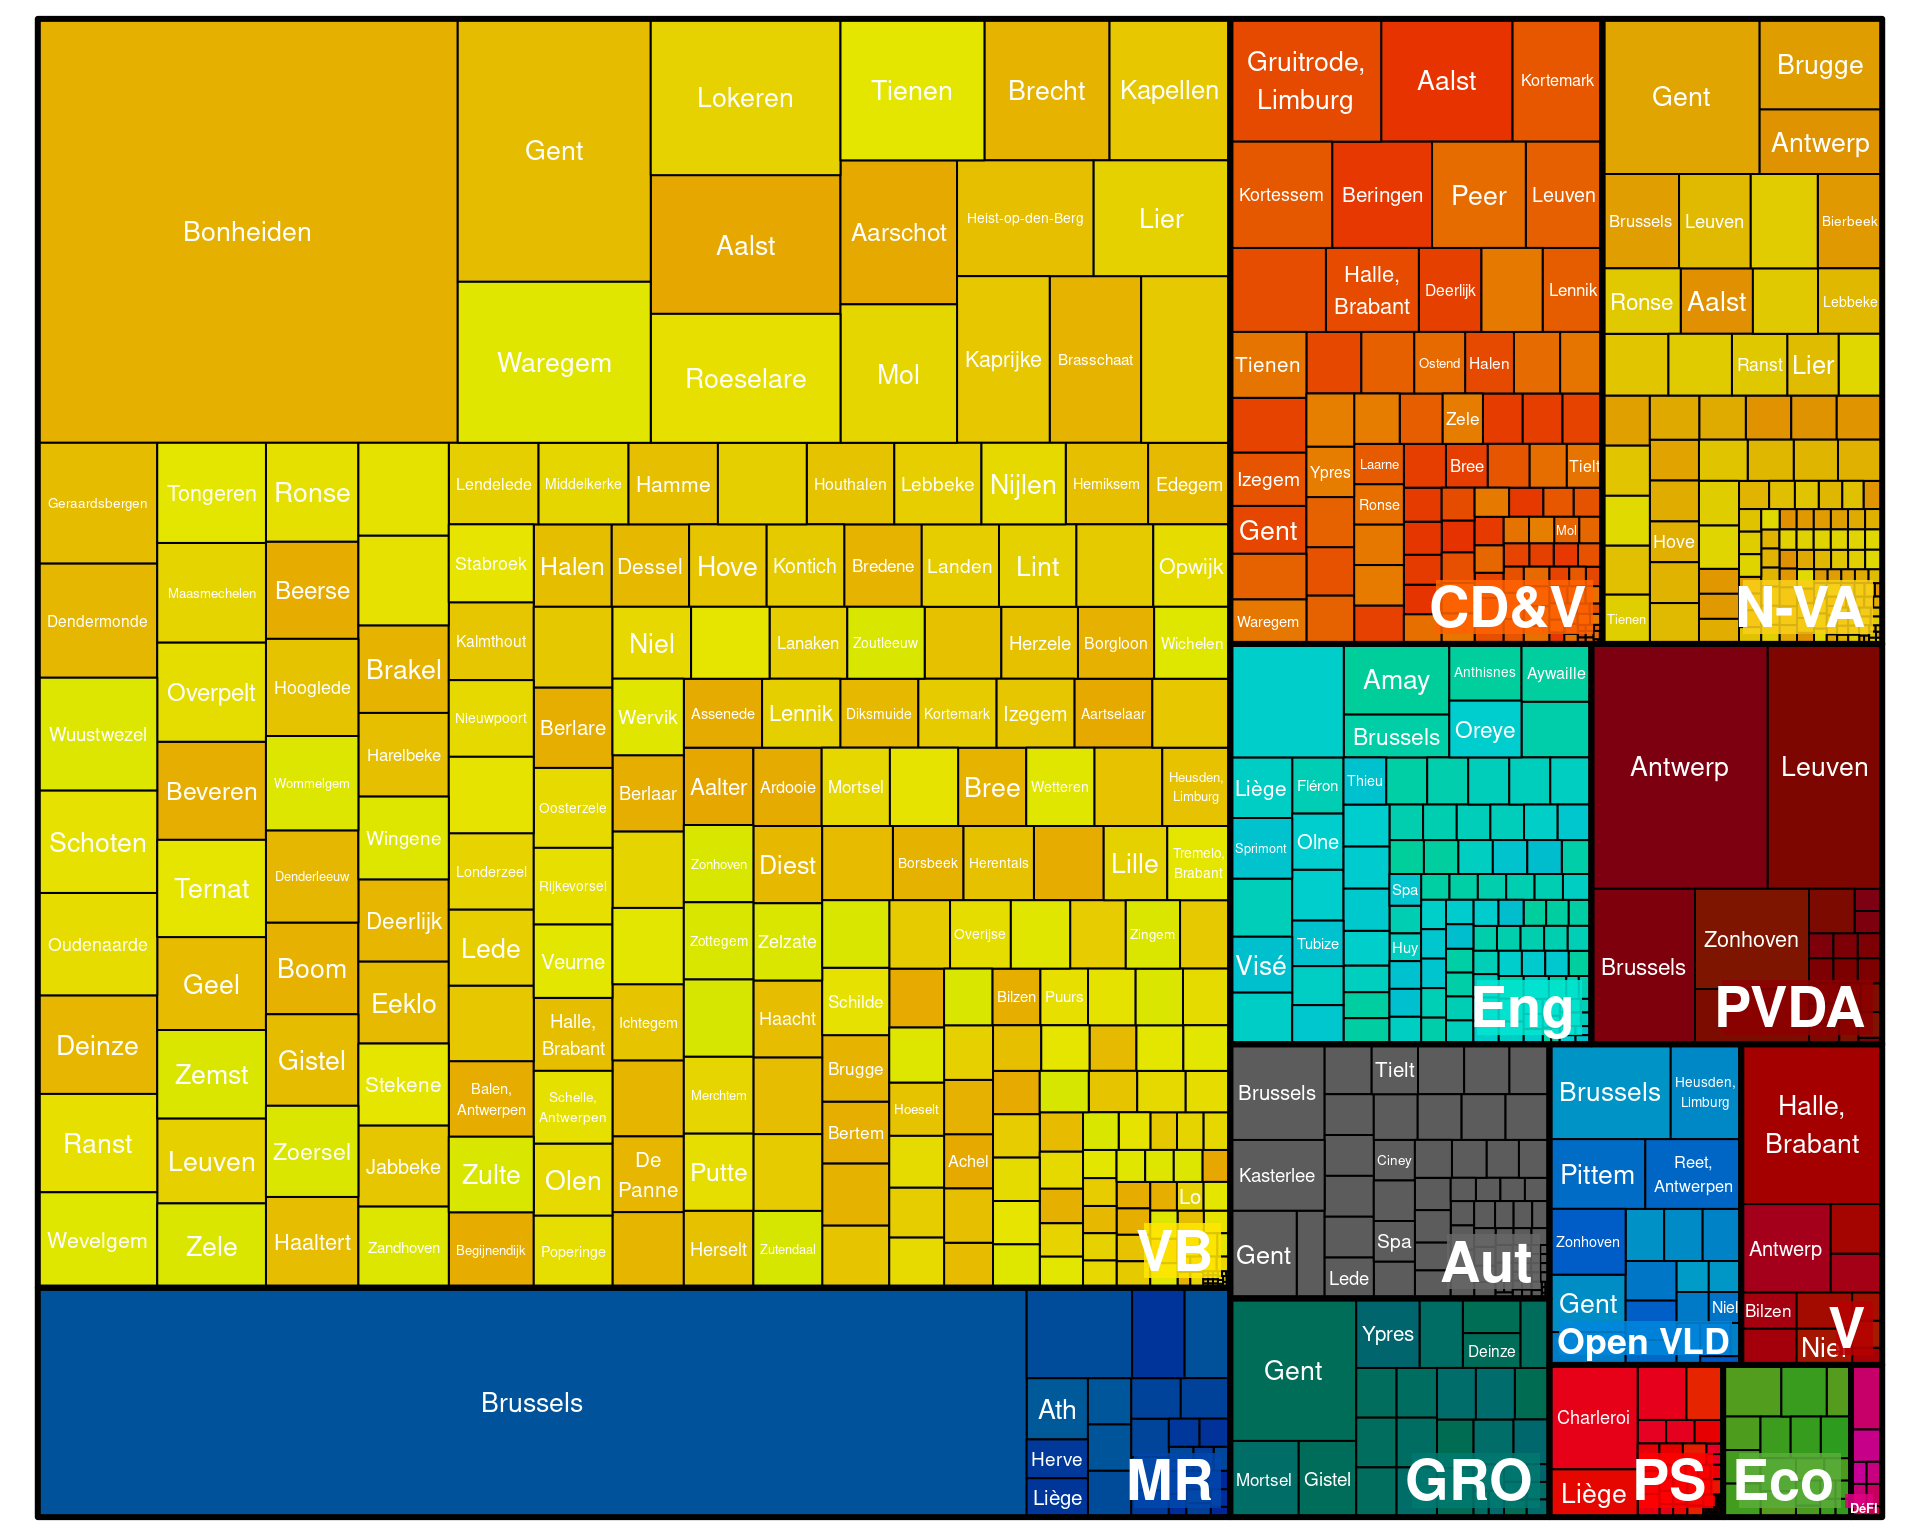 Bonheiden
Gent
Waregem
Lokeren
Aalst
Roeselare
Tienen
Brecht
Kapellen
Aarschot
Heist-op-den-Berg
Lier
Mol
Kaprijke
Brasschaat
Geraardsbergen
Dendermonde
Wuustwezel
Schoten
Oudenaarde
Deinze
Ranst
Wevelgem
Tongeren
Maasmechelen
Overpelt
Beveren
Ternat
Geel
Zemst
Leuven
Zele
Ronse
Beerse
Hooglede
Wommelgem
Denderleeuw
Boom
Gistel
Zoersel
Haaltert
Brakel
Harelbeke
Wingene
Deerlijk
Eeklo
Stekene
Jabbeke
Zandhoven
Lendelede
Middelkerke
Hamme
Houthalen
Lebbeke
Nijlen
Hemiksem
Edegem
Stabroek
Kalmthout
Nieuwpoort
Londerzeel
Lede
Balen,
Antwerpen
Zulte
Begijnendijk
Halen
Dessel
Hove
Kontich
Bredene
Landen
Lint
Opwijk
Berlare
Oosterzele
Rijkevorsel
Veurne
Halle,
Brabant
Schelle,
Antwerpen
Olen
Poperinge
Niel
Lanaken
Zoutleeuw
Herzele
Borgloon
Wichelen
Wervik
Berlaar
Ichtegem
De
Panne
Assenede
Lennik
Diksmuide
Kortemark
Izegem
Aartselaar
Aalter
Zonhoven
Zottegem
Merchtem
Putte
Herselt
Ardooie
Diest
Zelzate
Haacht
Zutendaal
Mortsel
Bree
Wetteren
Heusden,
Limburg
Borsbeek
Herentals
Lille
Tremelo,
Brabant
Overijse
Zingem
Schilde
Brugge
Bertem
Bilzen
Puurs
Hoeselt
Achel
Lo
VB
Brussels
Ath
Herve
Liège
MR
Gruitrode,
Limburg
Aalst
Kortemark
Kortessem
Beringen
Peer
Leuven
Halle,
Brabant
Deerlijk
Lennik
Tienen
Ostend
Halen
Zele
Izegem
Ypres
Laarne
Bree
Tielt
Ronse
Gent
Mol
Waregem
CD&V
Gent
Brugge
Antwerp
Brussels
Leuven
Bierbeek
Ronse
Aalst
Lebbeke
Ranst
Lier
Hove
Tienen
N-VA
Amay
Anthisnes
Aywaille
Brussels
Oreye
Liège
Fléron
Thieu
Sprimont
Olne
Spa
Visé
Tubize
Huy
Eng
Antwerp
Leuven
Brussels
Zonhoven
PVDA
Brussels
Tielt
Kasterlee
Ciney
Gent
Spa
Lede
Aut
Brussels
Heusden,
Limburg
Pittem
Reet,
Antwerpen
Zonhoven
Gent
Niel
Open VLD
Halle,
Brabant
Antwerp
Bilzen
Niel
V
Gent
Ypres
Deinze
Mortsel
Gistel
GRO
Charleroi
Liège
PS
Eco
DéFI